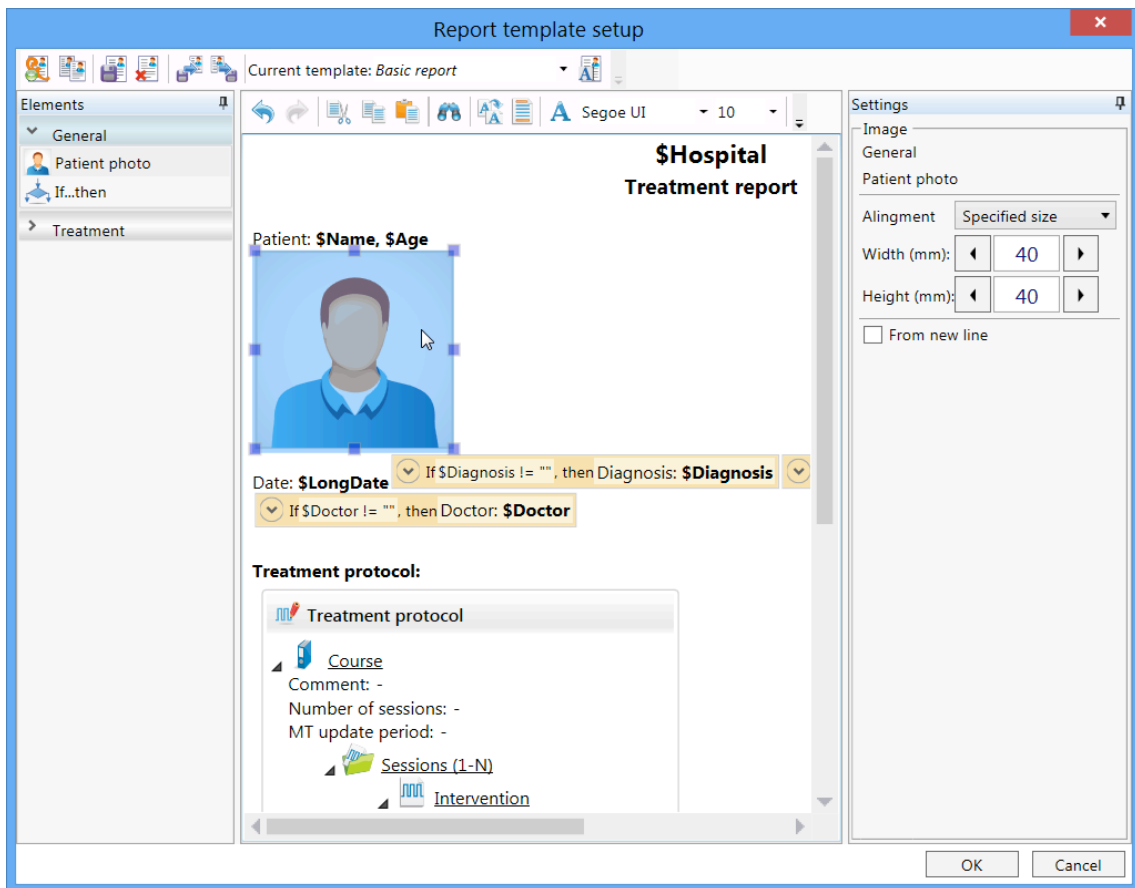 Report template setup
Current template: Basic report
Elements
General
Patient photo
If...then
Treatment
A Segoe UI 10
$Hospital
Treatment report
Patient: $Name, $Age
Date: $LongDate If $Diagnosis != "", then Diagnosis: $Diagnosis
If $Doctor != "", then Doctor: $Doctor
Treatment protocol:
Treatment protocol
Course
Comment: -
Number of sessions: -
MT update period: -
Sessions (1-N)
Intervention
Settings
Image
General
Patient photo
Alingment Specified size
Width (mm): 40
Height (mm): 40
From new line
OK Cancel